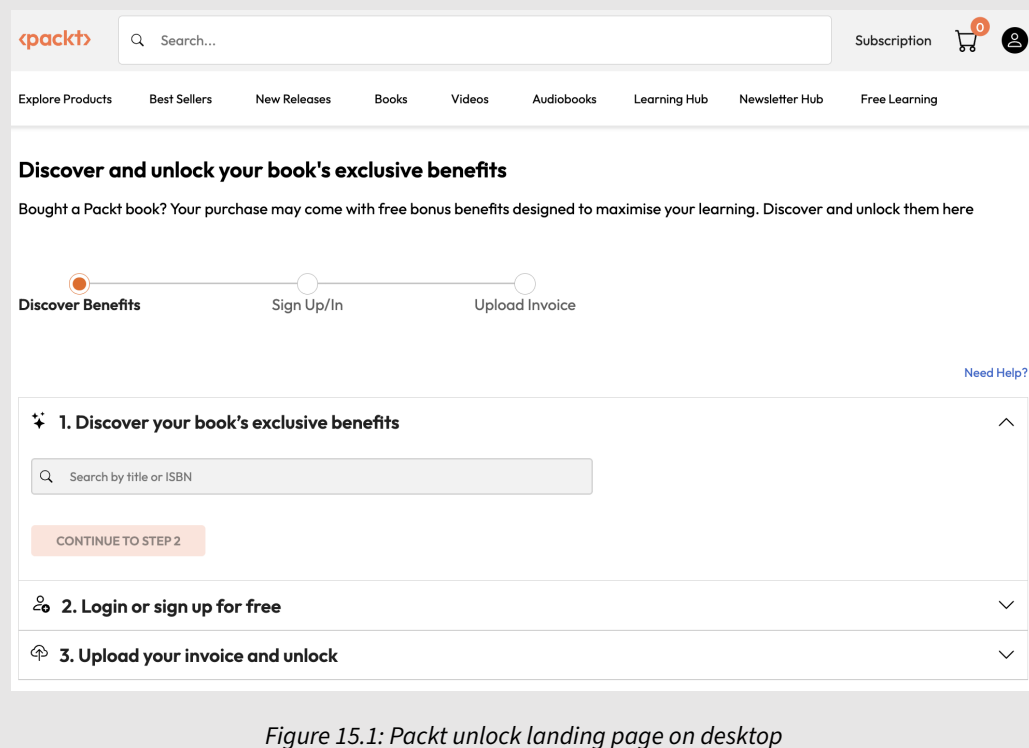 <packt>
Search...
Subscription
0
Explore Products Best Sellers New Releases Books Videos Audiobooks Learning Hub Newsletter Hub Free Learning
Discover and unlock your book's exclusive benefits
Bought a Packt book? Your purchase may come with free bonus benefits designed to maximise your learning. Discover and unlock them here
Discover Benefits Sign Up/In Upload Invoice
Need Help?
1. Discover your book’s exclusive benefits
Search by title or ISBN
CONTINUE TO STEP 2
2. Login or sign up for free
3. Upload your invoice and unlock
Figure 15.1: Packt unlock landing page on desktop